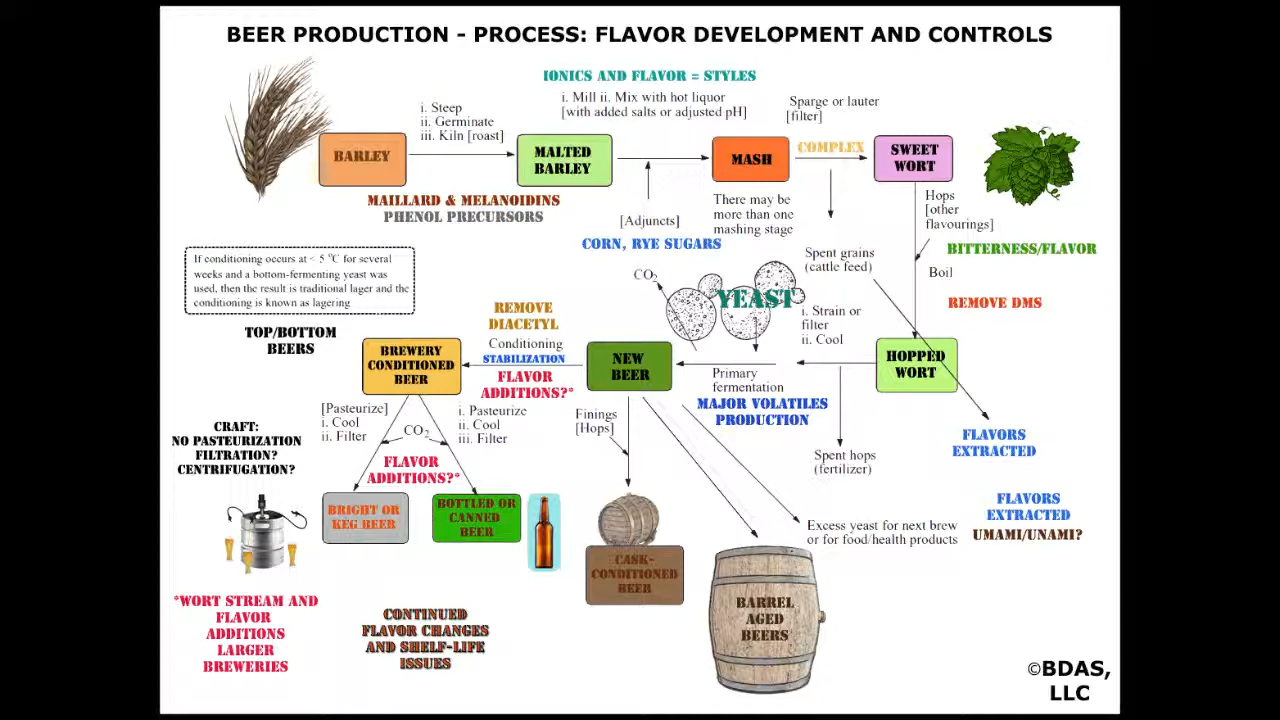 BEER PRODUCTION - PROCESS: FLAVOR DEVELOPMENT AND CONTROLS
IONICS AND FLAVOR = STYLES
i. Steep
ii. Germinate
iii. Kiln [roast]
i. Mill ii. Mix with hot liquor
[with added salts or adjusted pH]
Sparge or lauter
[filter]
BARLEY
MALTED
BARLEY
MASH
COMPLEX
SWEET
WORT
MAILLARD & MELANOIDINS
PHENOL PRECURSORS
[Adjuncts]
CORN, RYE SUGARS
There may be
more than one
mashing stage
Hops
[other
flavourings]
BITTERNESS/FLAVOR
Spent grains
(cattle feed)
Boil
REMOVE DMS
If conditioning occurs at < 5 °C for several
weeks and a bottom-fermenting yeast was
used, then the result is traditional lager and the
conditioning is known as lagering
CO2
YEAST
i. Strain or
filter
ii. Cool
TOP/BOTTOM
BEERS
REMOVE
DIACETYL
Conditioning
STABILIZATION
FLAVOR
ADDITIONS?*
BREWERY
CONDITIONED
BEER
NEW
BEER
HOPPED
WORT
Primary
fermentation
MAJOR VOLATILES
PRODUCTION
[Pasteurize]
i. Cool
ii. Filter
CO2
i. Pasteurize
ii. Cool
iii. Filter
Finings
[Hops]
CRAFT:
NO PASTEURIZATION
FILTRATION?
CENTRIFUGATION?
FLAVOR
ADDITIONS?*
Spent hops
(fertilizer)
FLAVORS
EXTRACTED
BRIGHT OR
KEG BEER
BOTTLED OR
CANNED
BEER
FLAVORS
EXTRACTED
UMAMI/UNAMI?
Excess yeast for next brew
or for food/health products
CASK-
CONDITIONED
BEER
BARREL
AGED
BEERS
*WORT STREAM AND
FLAVOR
ADDITIONS
LARGER
BREWERIES
CONTINUED
FLAVOR CHANGES
AND SHELF-LIFE
ISSUES
©BDAS,
LLC